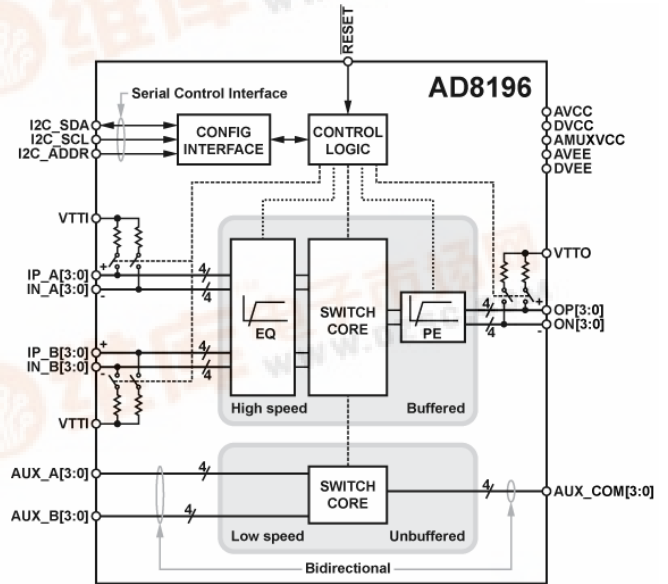 RESET
AD8196
Serial Control Interface
I2C_SDA
I2C_SCL
I2C_ADDR
CONFIG
INTERFACE
CONTROL
LOGIC
AVCC
DVCC
AMUXVCC
AVEE
DVEE
VTTI
VTTO
+
IP_A[3:0]
IN_A[3:0]
-
4
4
EQ
SWITCH
CORE
PE
4
4
+
OP[3:0]
ON[3:0]
-
+
IP_B[3:0]
IN_B[3:0]
-
4
4
VTTI
High speed
Buffered
AUX_A[3:0]
4
AUX_B[3:0]
4
SWITCH
CORE
4
AUX_COM[3:0]
Low speed
Unbuffered
Bidirectional